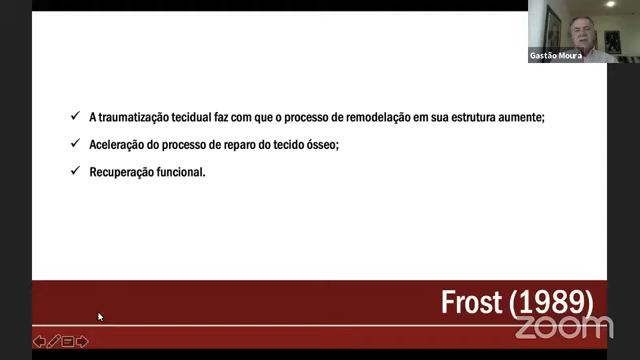 Gastão Moura
A traumatização tecidual faz com que o processo de remodelação em sua estrutura aumente;
Aceleração do processo de reparo do tecido ósseo;
Recuperação funcional.
Frost (1989)
zoom